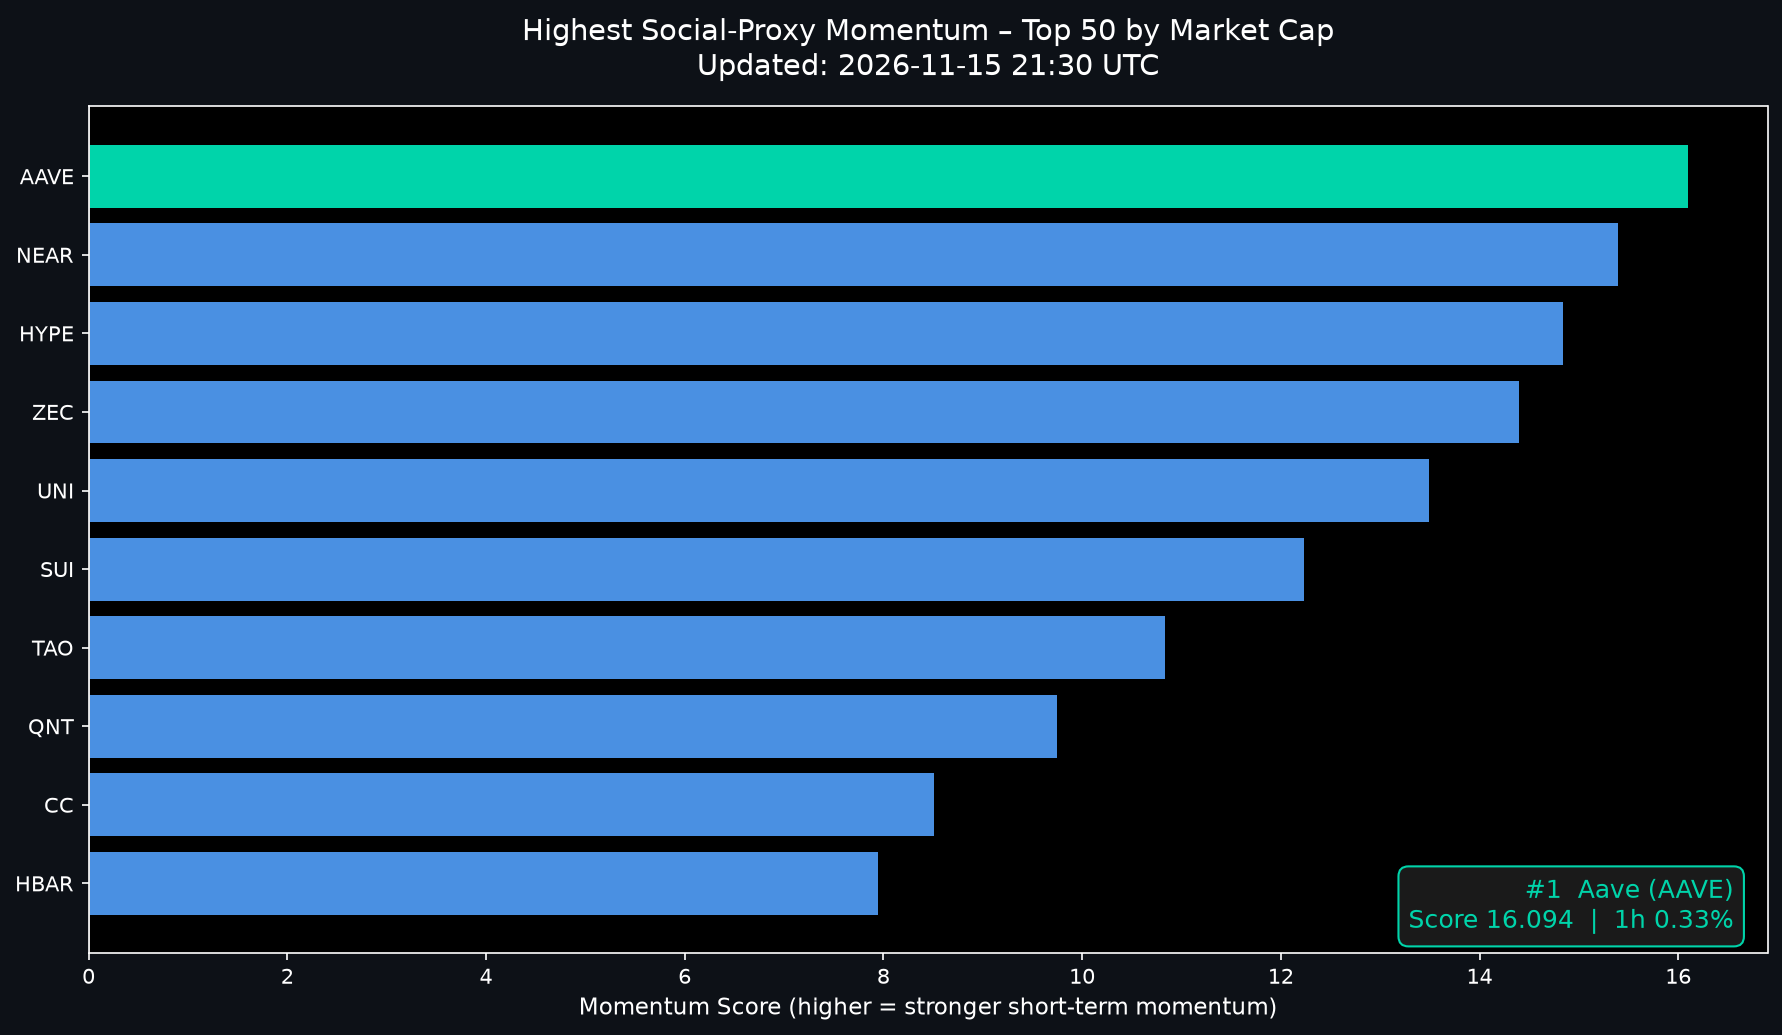 Highest Social-Proxy Momentum – Top 50 by Market Cap
Updated: 2026-11-15 21:30 UTC
AAVE
NEAR
HYPE
ZEC
UNI
SUI
TAO
QNT
CC
HBAR
#1  Aave (AAVE)
Score 16.094  |  1h 0.33%
0 2 4 6 8 10 12 14 16
Momentum Score (higher = stronger short-term momentum)